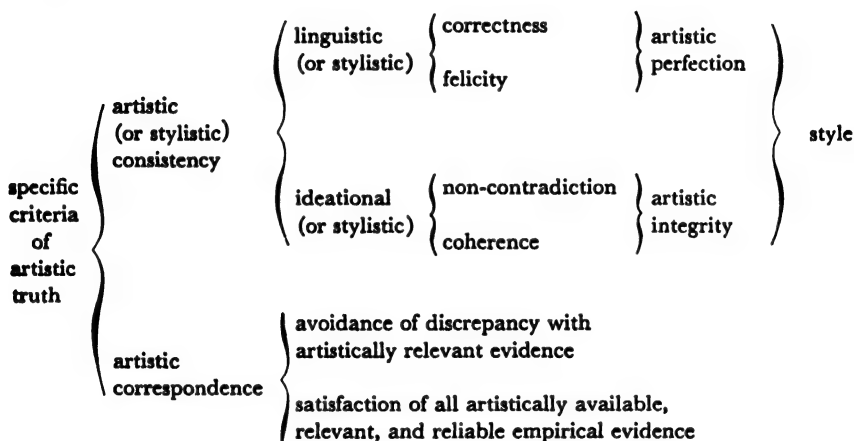 specific
criteria
of
artistic
truth
artistic
(or stylistic)
consistency
linguistic
(or stylistic)
correctness
felicity
artistic
perfection
ideational
(or stylistic)
non-contradiction
coherence
artistic
integrity
style
artistic
correspondence
avoidance of discrepancy with
artistically relevant evidence
satisfaction of all artistically available,
relevant, and reliable empirical evidence